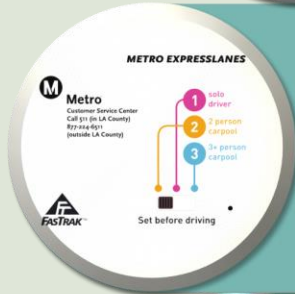 METRO EXPRESSLANES
M
Metro
Customer Service Center
Call 511 (in LA County)
877-224-6511
(outside LA County)
1 solo
driver
2 2 person
carpool
3 3+ person
carpool
Set before driving
FASTRAK™